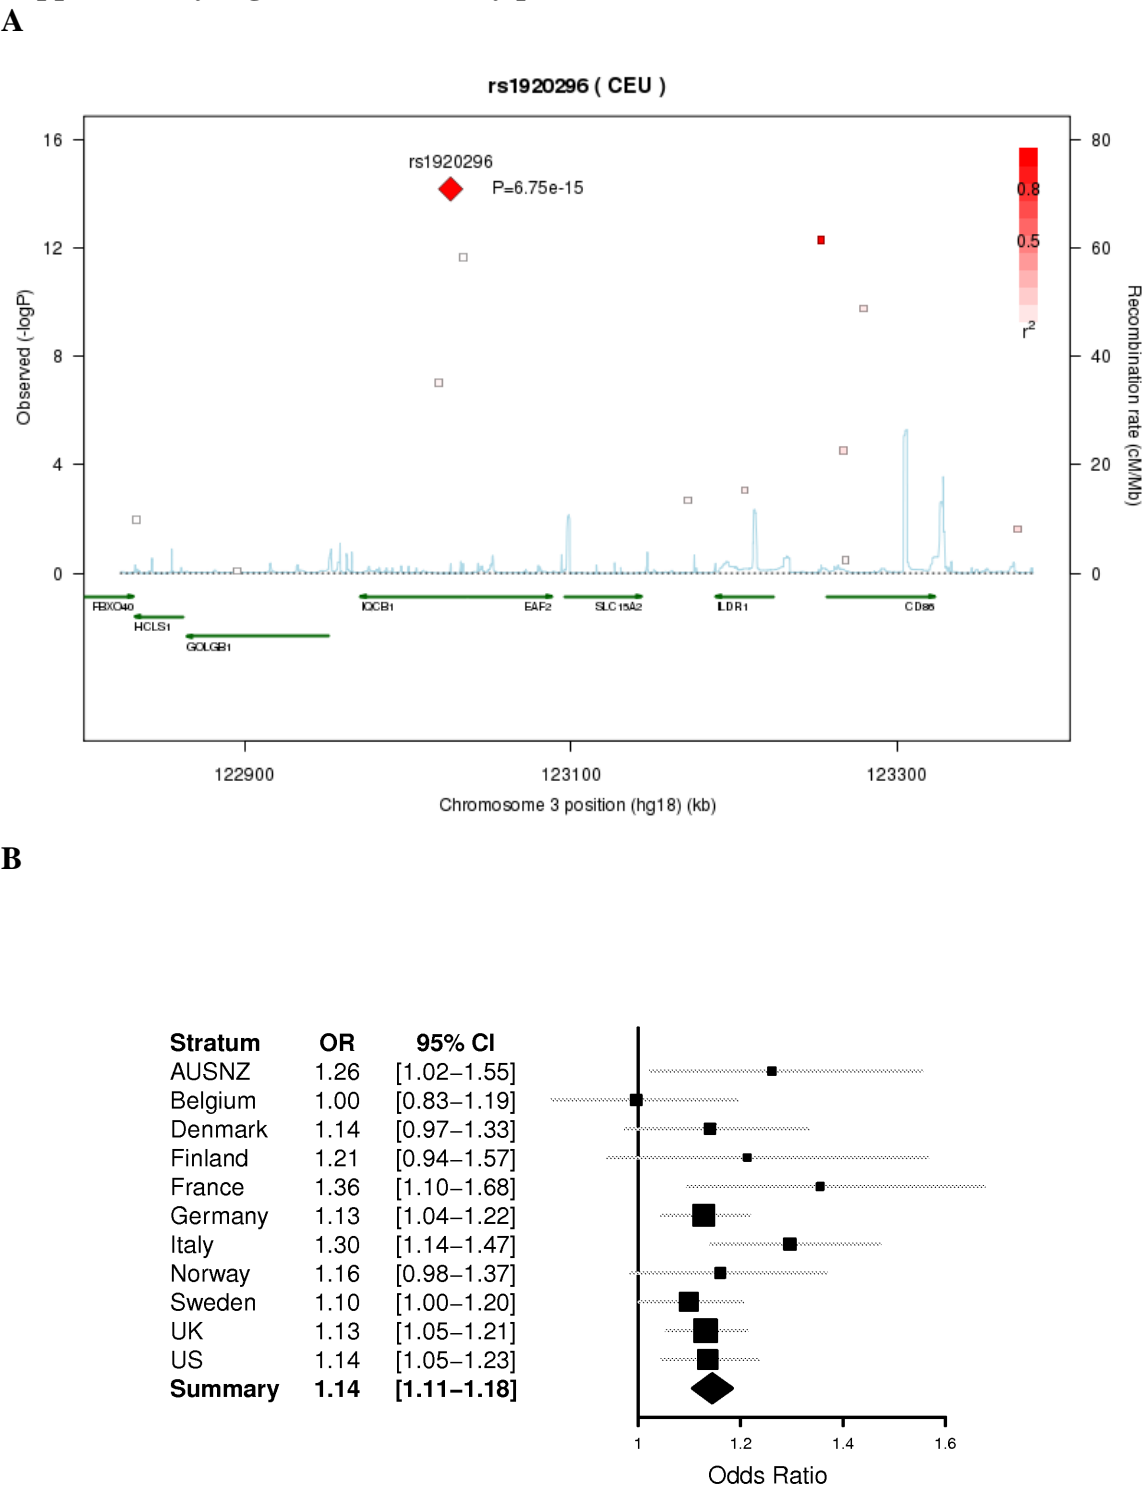 A
rs1920296 ( CEU )
16
80
rs1920296
P=6.75e-15
0.8
12
60
0.5
r2
8
40
4
20
0
0
Observed (-logP)
Recombination rate (cM/Mb)
FBXO40
IQCB1
EAF2
SLC15A2
ILDR1
CD86
HCLS1
GOLGB1
122900
123100
123300
Chromosome 3 position (hg18) (kb)
B
Stratum OR 95% CI
AUSNZ 1.26 [1.02–1.55]
Belgium 1.00 [0.83–1.19]
Denmark 1.14 [0.97–1.33]
Finland 1.21 [0.94–1.57]
France 1.36 [1.10–1.68]
Germany 1.13 [1.04–1.22]
Italy 1.30 [1.14–1.47]
Norway 1.16 [0.98–1.37]
Sweden 1.10 [1.00–1.20]
UK 1.13 [1.05–1.21]
US 1.14 [1.05–1.23]
Summary 1.14 [1.11–1.18]
1 1.2 1.4 1.6
Odds Ratio